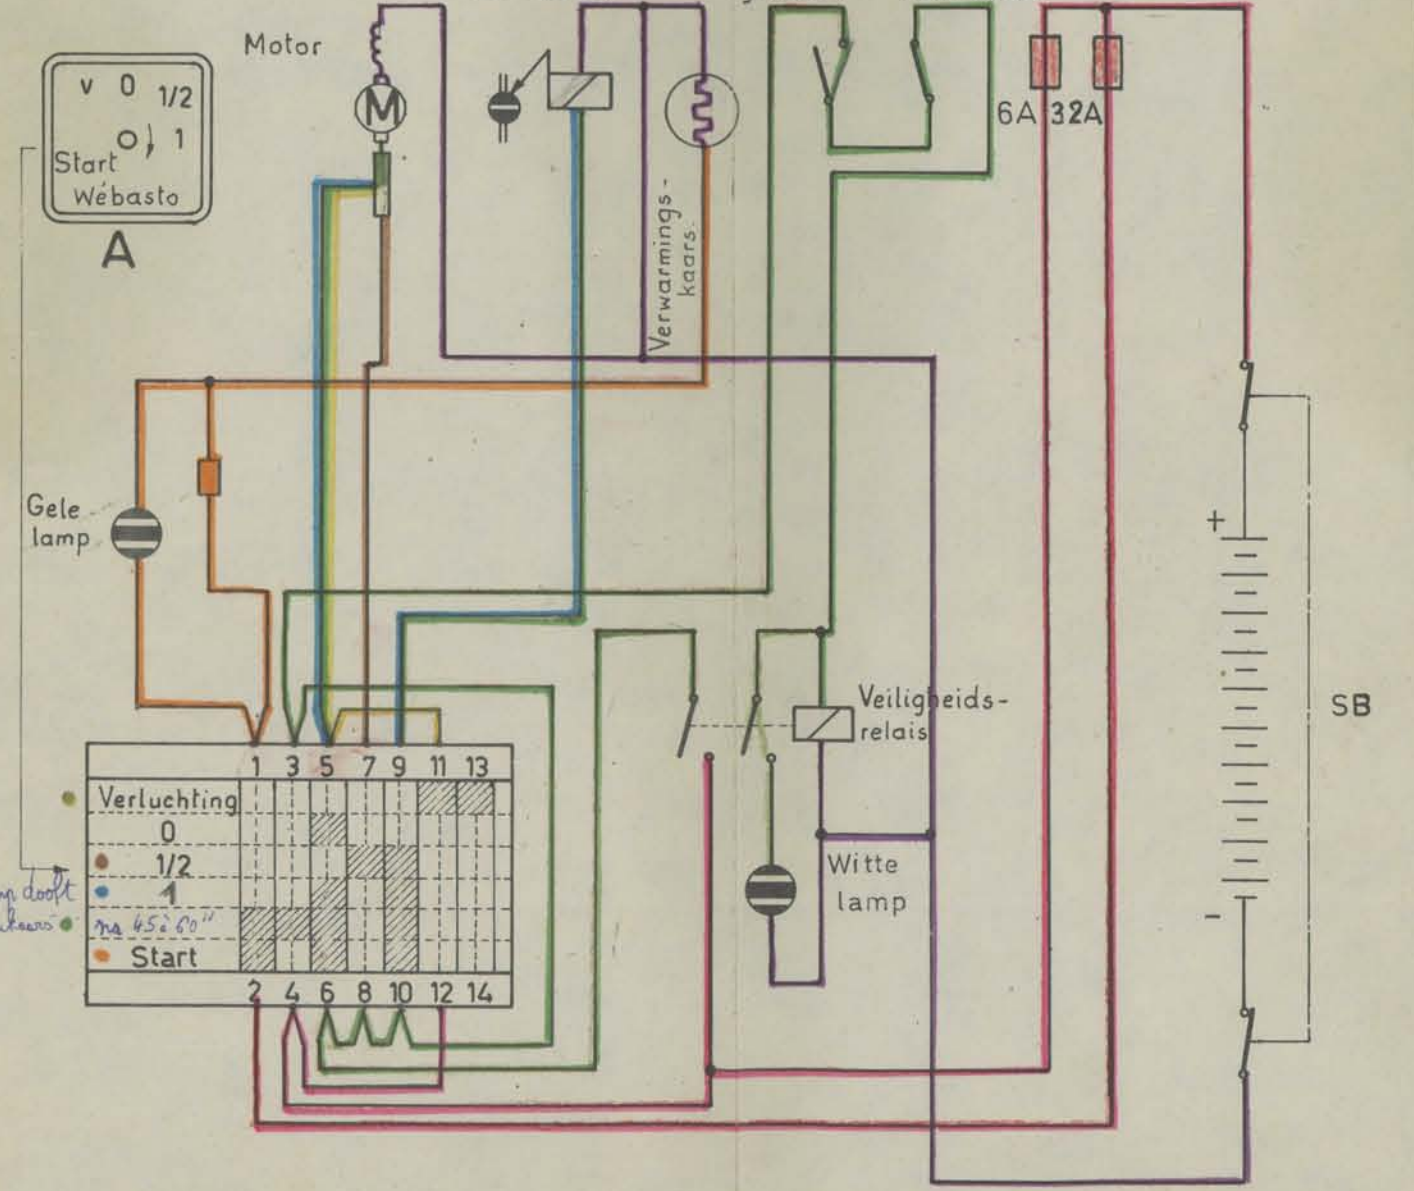 Motor
v 0 1/2
1
Start
Wébasto
A
6A 32A
Verwarmings-
kaars.
Gele
lamp
+
SB
Veiligheids-
relais
1 3 5 7 9 11 13
Verluchting
0
1/2
1
dooft
na 45 à 60"
Start
2 4 6 8 10 12 14
Witte
lamp
-
M